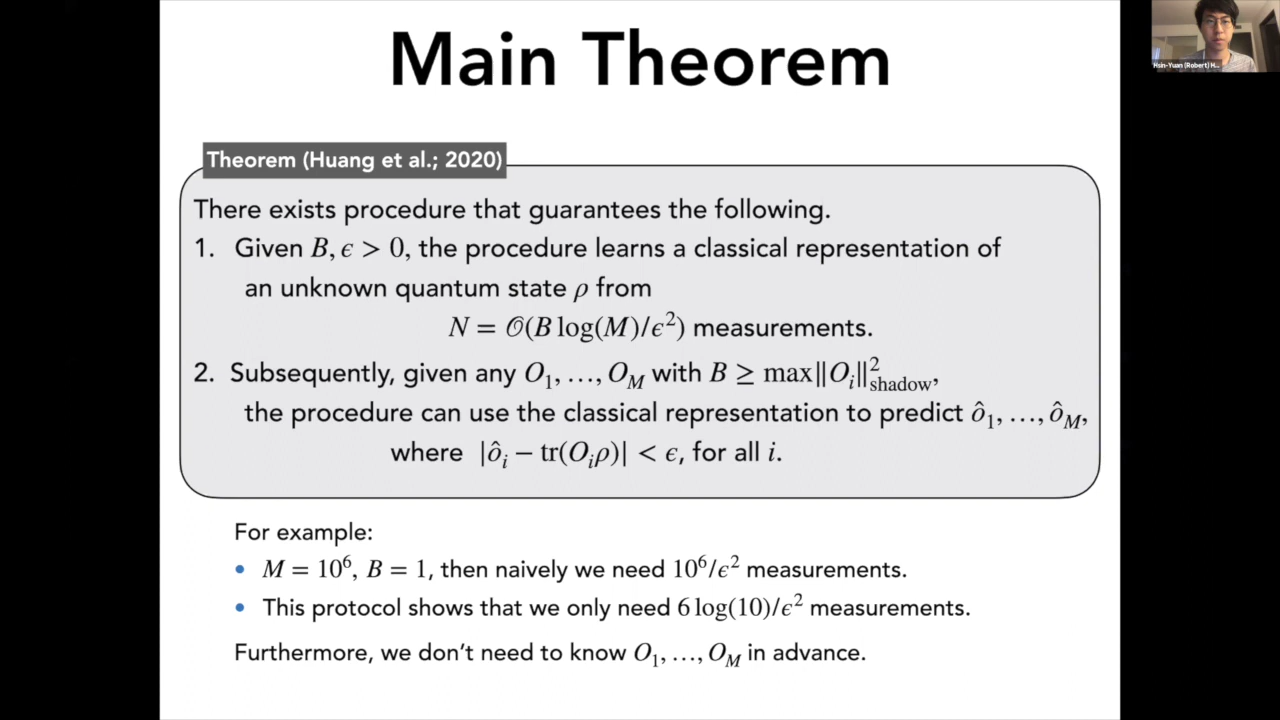 Main Theorem
Hsin-Yuan (Robert) H...
Theorem (Huang et al.; 2020)
There exists procedure that guarantees the following.
1. Given B, ϵ > 0, the procedure learns a classical representation of
an unknown quantum state ρ from
N = 𝒪(B log(M)/ϵ²) measurements.
2. Subsequently, given any O₁, …, O_M with B ≥ max‖O_i‖²_shadow,
the procedure can use the classical representation to predict ô₁, …, ô_M,
where |ô_i − tr(O_iρ)| < ϵ, for all i.
For example:
• M = 10⁶, B = 1, then naively we need 10⁶/ϵ² measurements.
• This protocol shows that we only need 6 log(10)/ϵ² measurements.
Furthermore, we don't need to know O₁, …, O_M in advance.